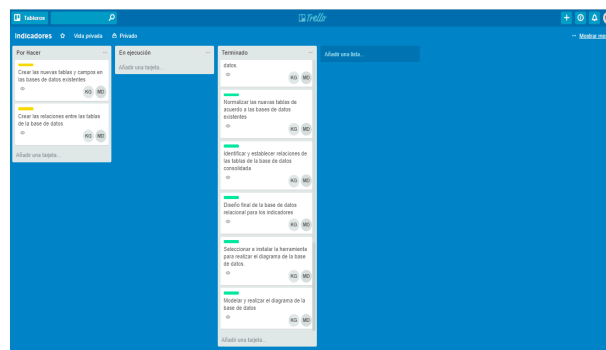 Tableros
Trello
Indicadores Vida privada Privado
Mostrar me
Por Hacer
Crear las nuevas tablas y campos en
las bases de datos existentes
KG MD
Crear las relaciones entre las tablas
de la base de datos
KG MD
Añadir una tarjeta...
En ejecución
Añadir una tarjeta...
Terminado
datos.
KG MD
Normalizar las nuevas tablas de
acuerdo a las bases de datos
existentes
KG MD
Identificar y establecer relaciones de
las tablas de la base de datos
consolidada
KG MD
Diseño final de la base de datos
relacional para los indicadores
KG MD
Seleccionar e instalar la herramienta
para realizar el diagrama de la base
de datos
KG MD
Modelar y realizar el diagrama de la
base de datos
KG MD
Añadir una tarjeta...
Añadir una lista...